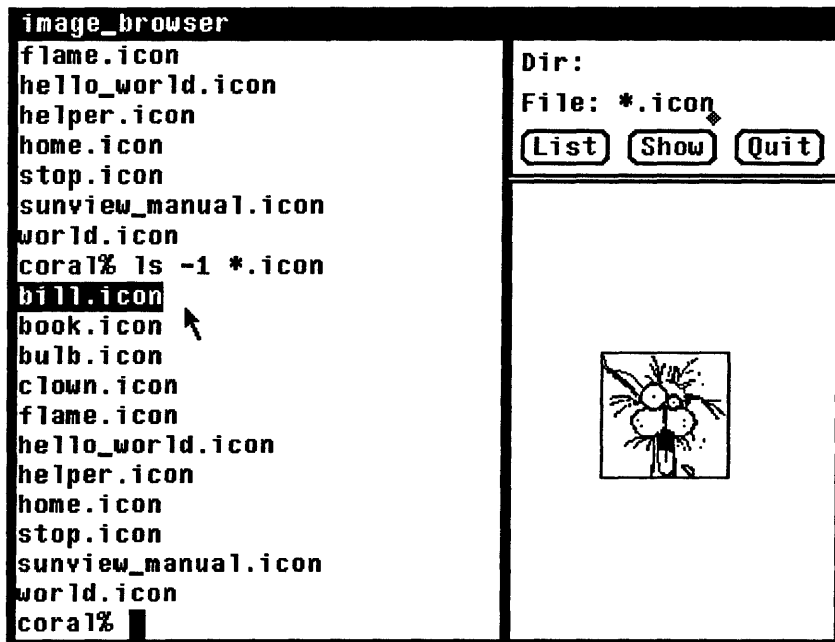 image_browser
flame.icon
hello_world.icon
helper.icon
home.icon
stop.icon
sunview_manual.icon
world.icon
coral% ls -1 *.icon
bill.icon
book.icon
bulb.icon
clown.icon
flame.icon
hello_world.icon
helper.icon
home.icon
stop.icon
sunview_manual.icon
world.icon
coral%
Dir:
File: *.icon
List Show Quit